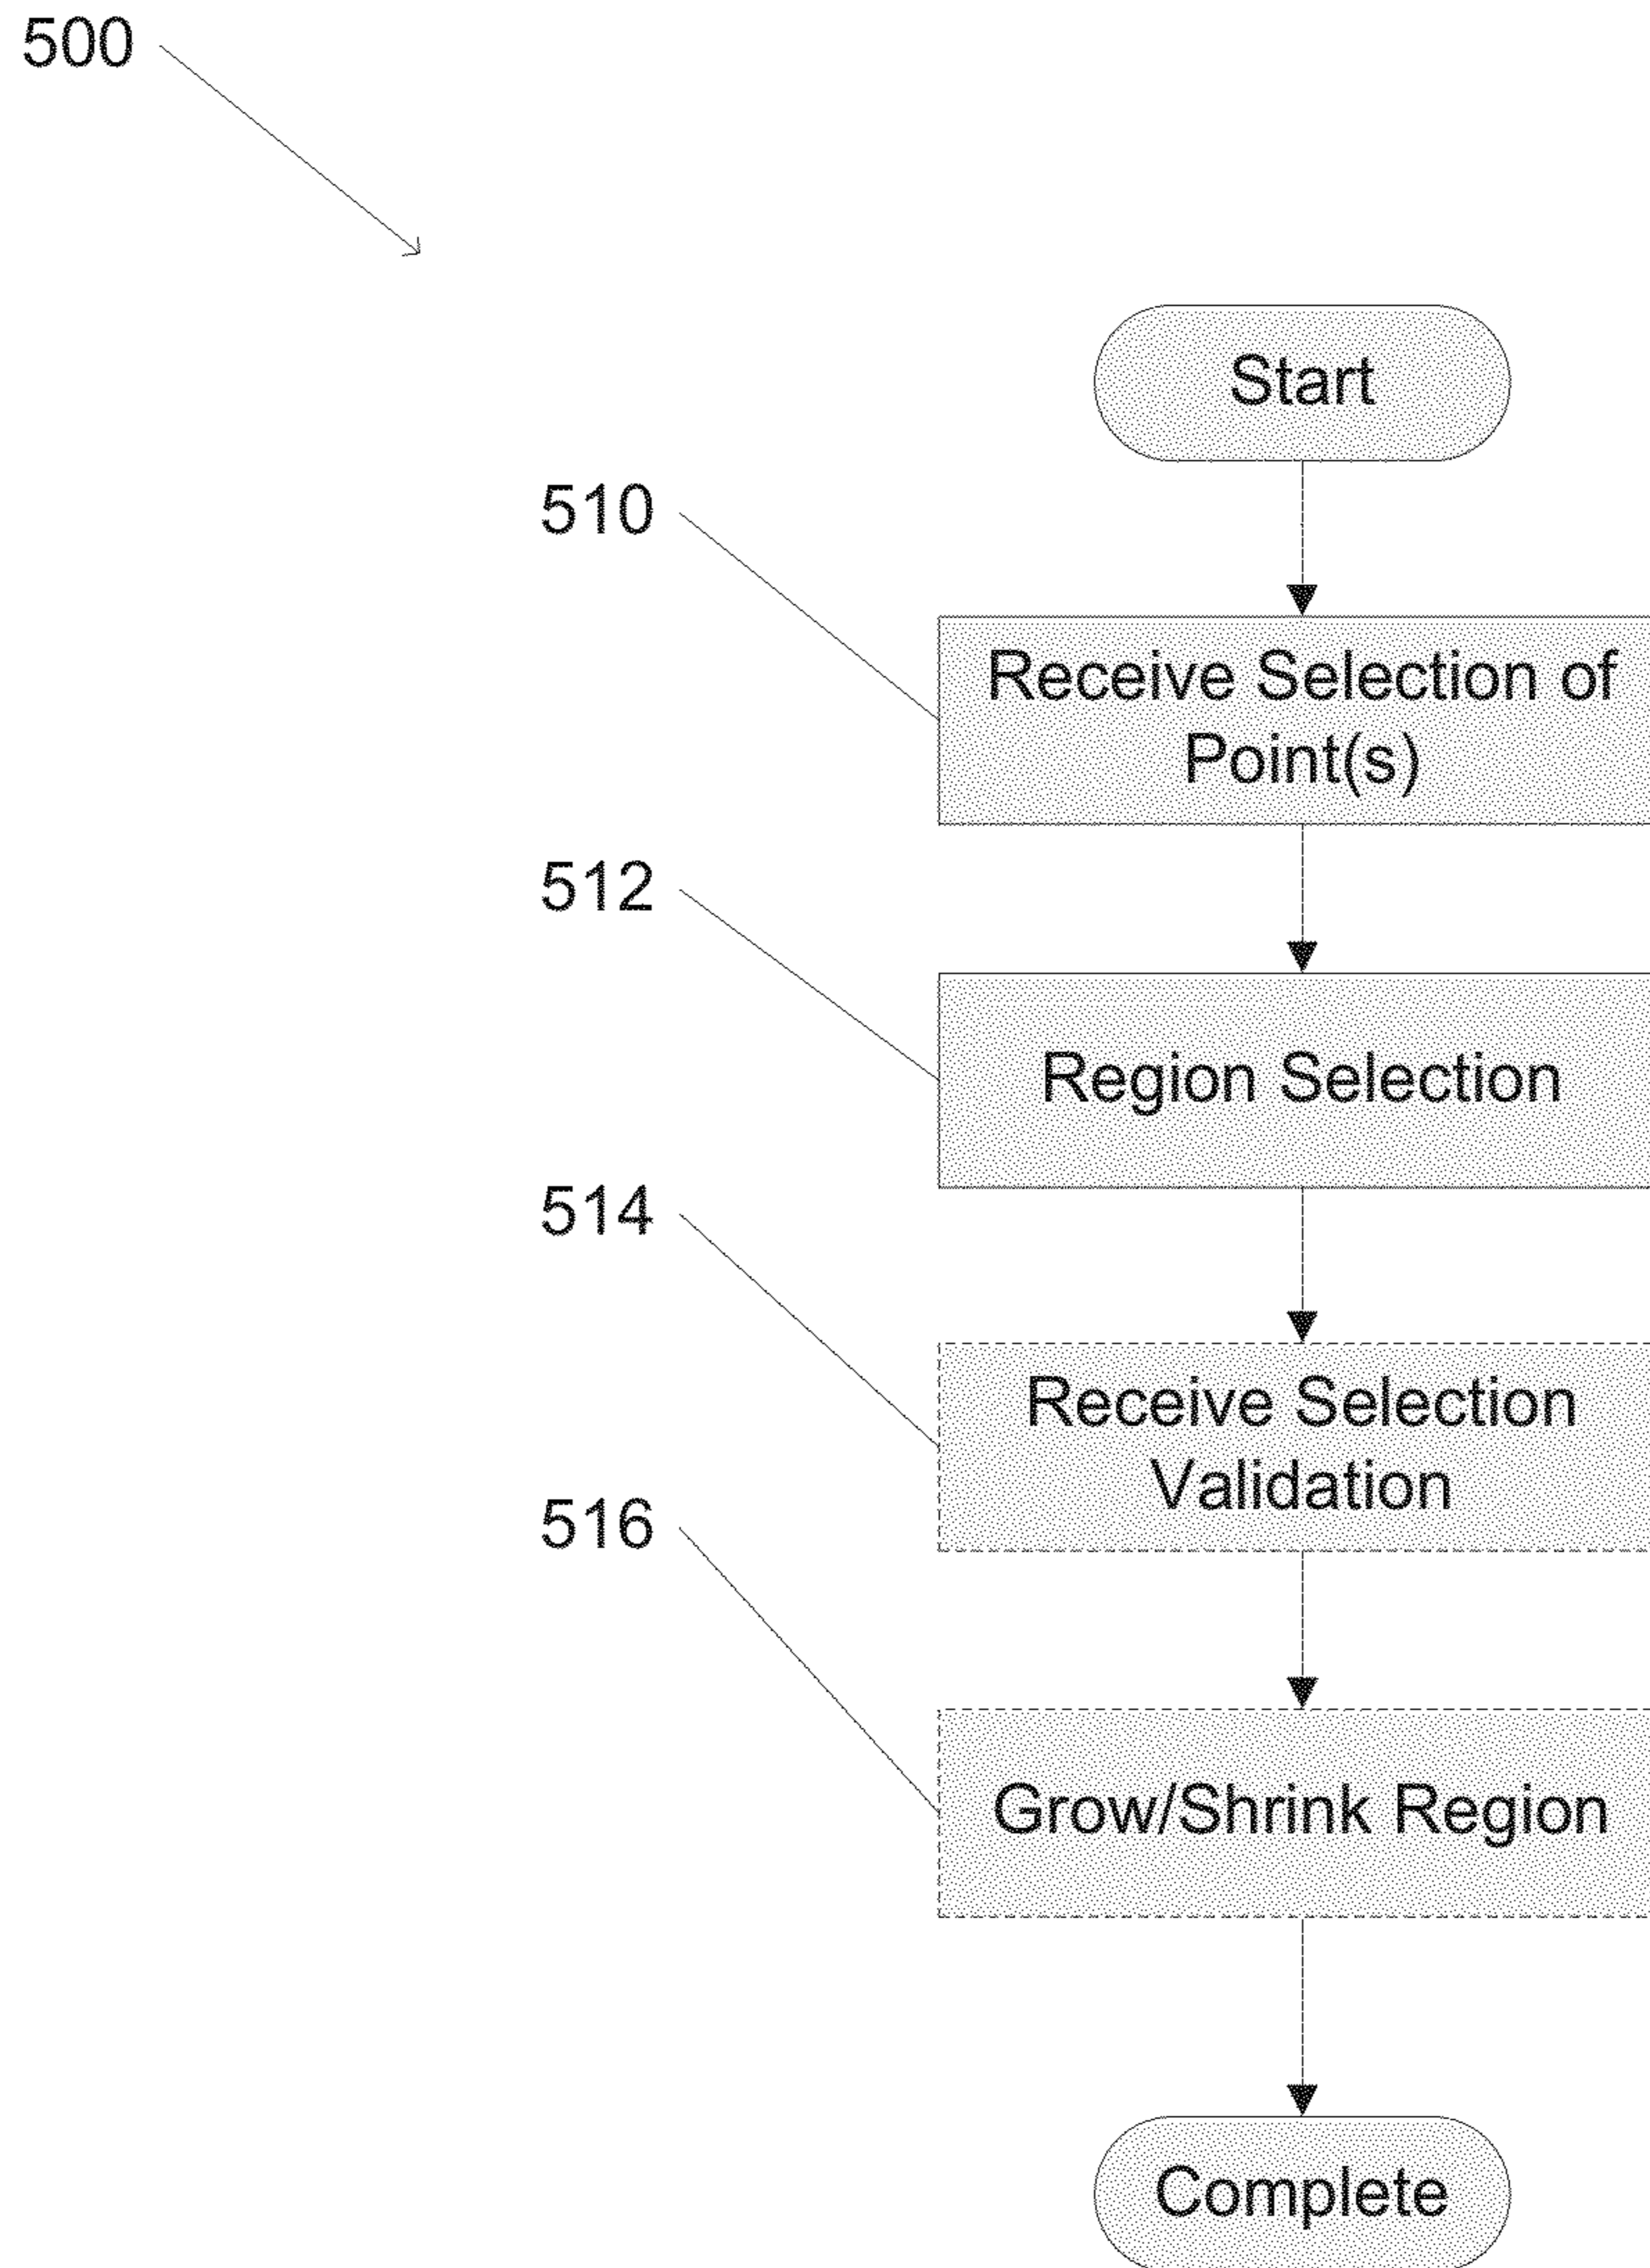 500
Start
510
Receive Selection of
Point(s)
512
Region Selection
514
Receive Selection
Validation
516
Grow/Shrink Region
Complete